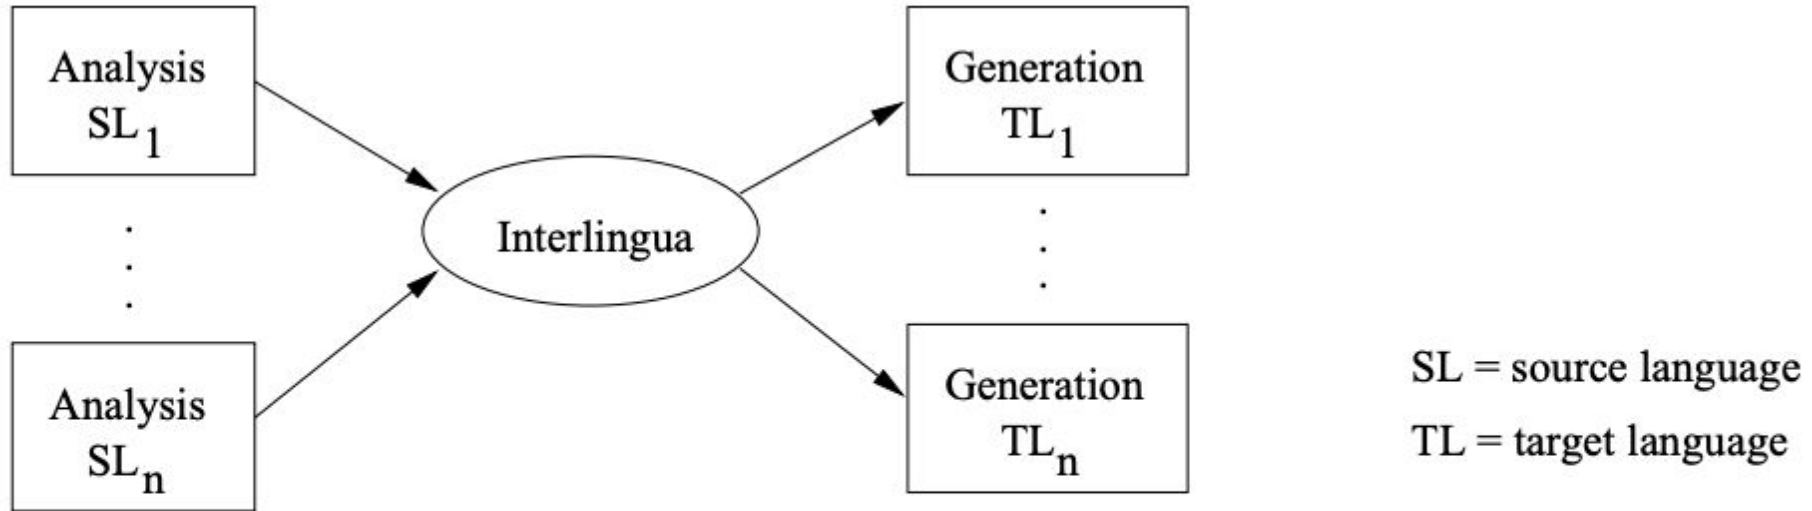 Analysis
SL₁
Analysis
SLₙ
Interlingua
Generation
TL₁
Generation
TLₙ
SL = source language
TL = target language